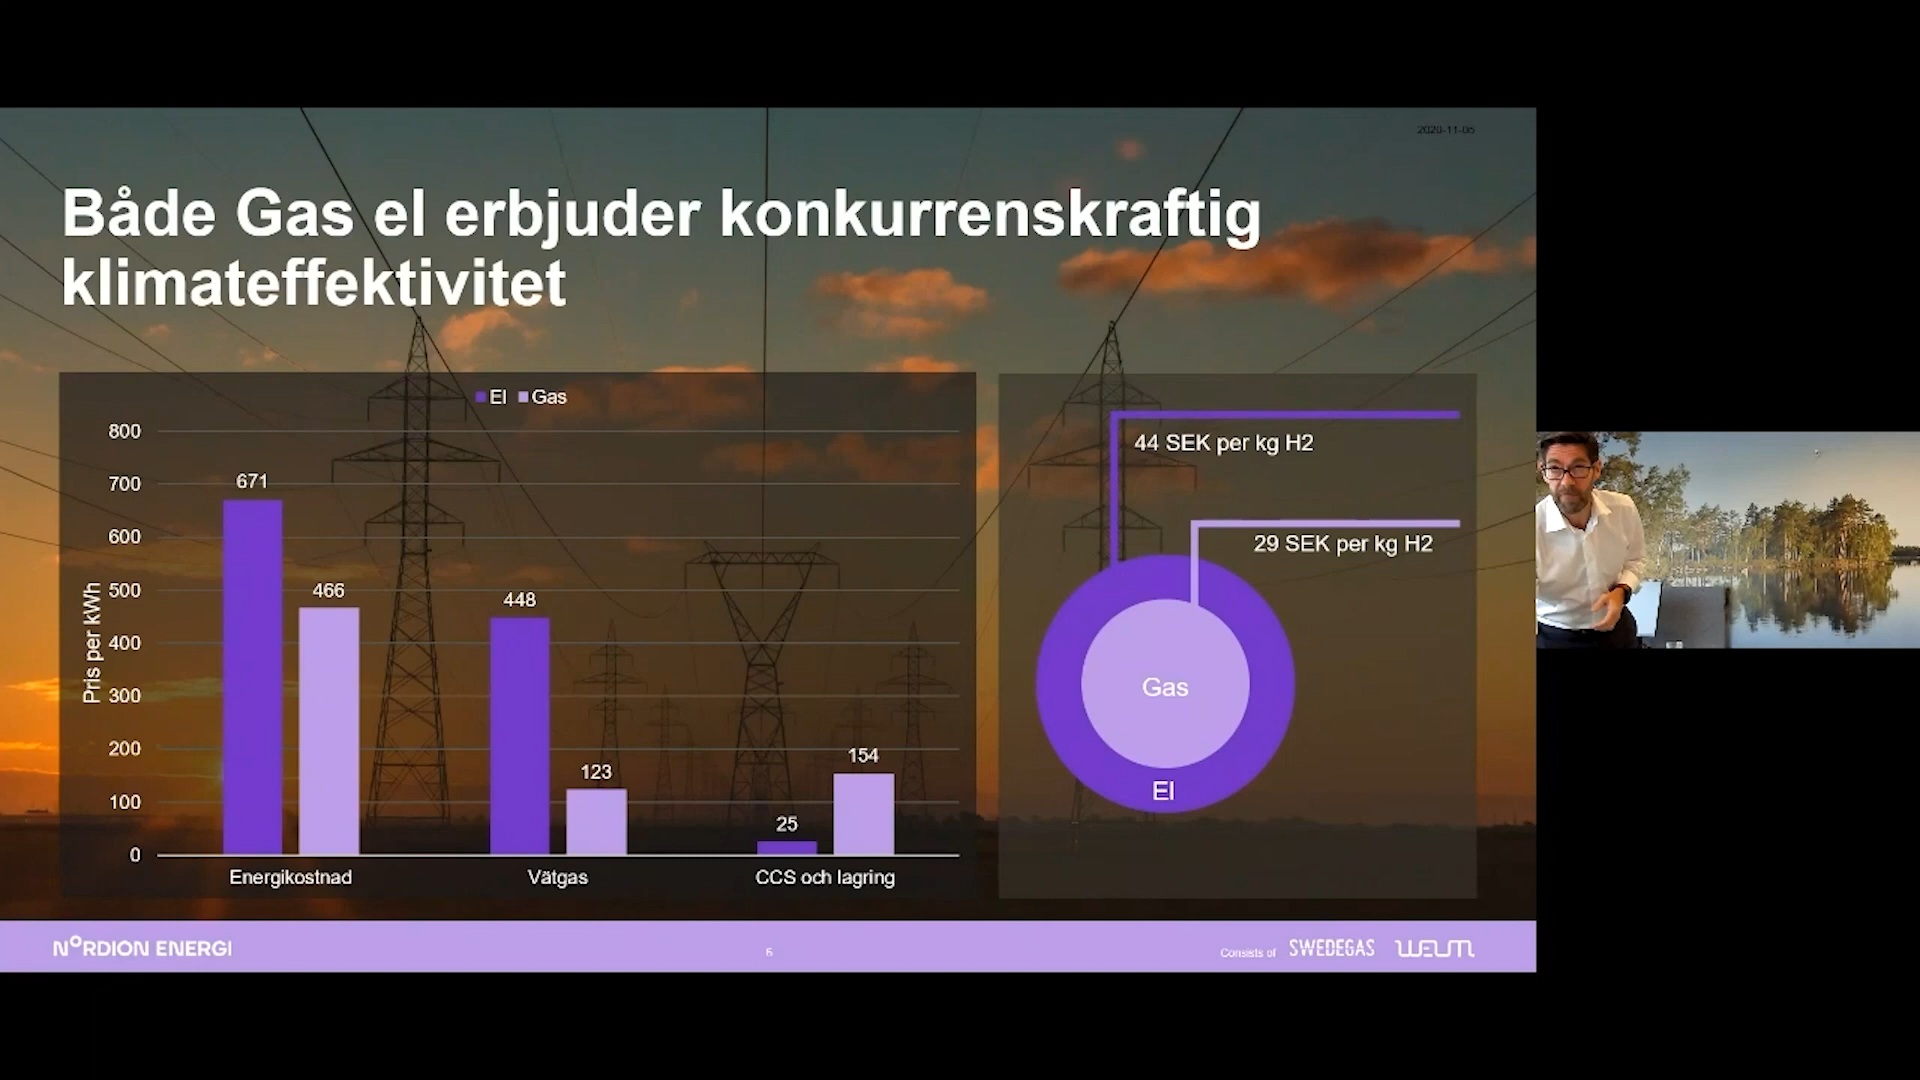 2020-11-05
Både Gas el erbjuder konkurrenskraftig
klimateffektivitet
El Gas
800
700
600
500
400
300
200
100
0
Pris per kWh
671
466
448
123
25
154
Energikostnad
Vätgas
CCS och lagring
44 SEK per kg H2
29 SEK per kg H2
Gas
El
NORDION ENERGI
6
Consists of SWEDEGAS WEUM